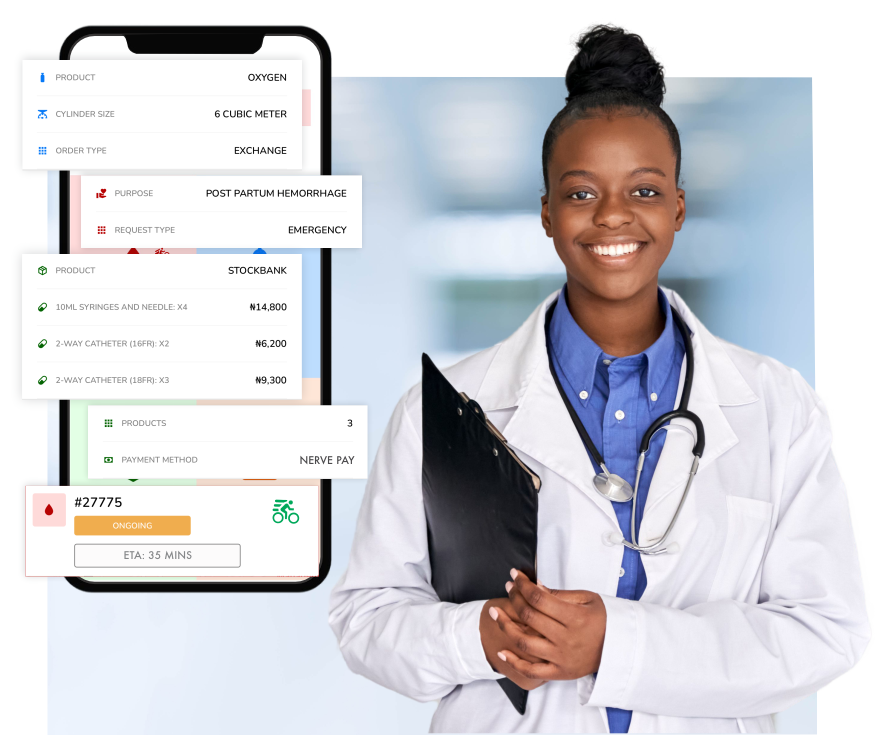 PRODUCT OXYGEN
CYLINDER SIZE 6 CUBIC METER
ORDER TYPE EXCHANGE
PURPOSE POST PARTUM HEMORRHAGE
REQUEST TYPE EMERGENCY
PRODUCT STOCKBANK
10ML SYRINGES AND NEEDLE: X4 ₦14,800
2-WAY CATHETER (16FR): X2 ₦6,200
2-WAY CATHETER (18FR): X3 ₦9,300
PRODUCTS 3
PAYMENT METHOD NERVE PAY
#27775
ONGOING
ETA: 35 MINS